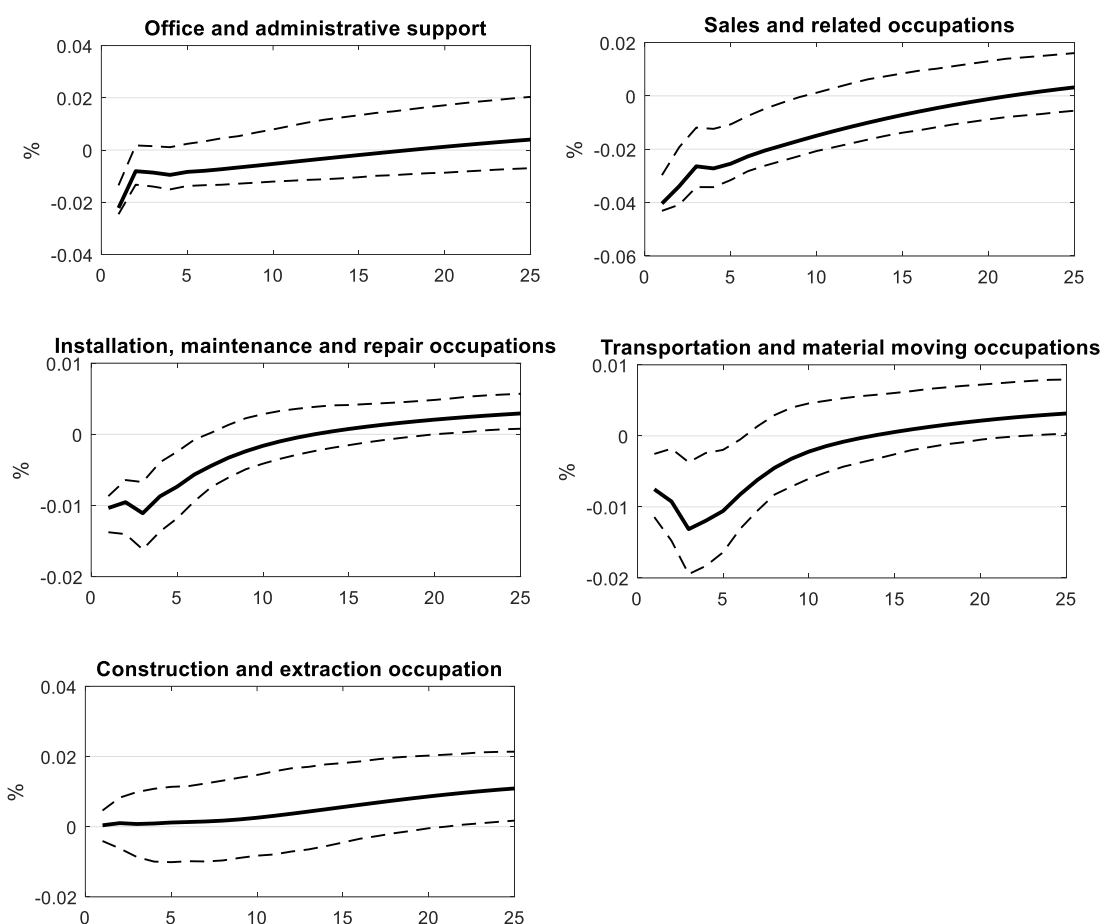 Office and administrative support
0.04
0.02
0
-0.02
-0.04
%
0 5 10 15 20 25
Sales and related occupations
0.02
0
-0.02
-0.04
-0.06
%
0 5 10 15 20 25
Installation, maintenance and repair occupations
0.01
0
-0.01
-0.02
%
0 5 10 15 20 25
Transportation and material moving occupations
0.01
0
-0.01
-0.02
%
0 5 10 15 20 25
Construction and extraction occupation
0.04
0.02
0
-0.02
%
0 5 10 15 20 25